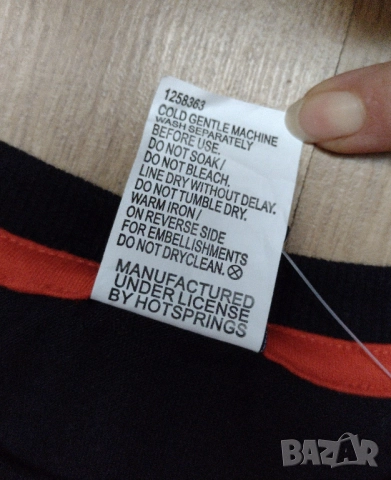 1258363
COLD GENTLE MACHINE
WASH SEPARATELY
BEFORE USE.
DO NOT SOAK/
DO NOT BLEACH.
LINE DRY WITHOUT DELAY.
DO NOT TUMBLE DRY.
WARM IRON/
ON REVERSE SIDE
FOR EMBELLISHMENTS
DO NOT DRYCLEAN.
MANUFACTURED
UNDER LICENSE
BY HOTSPRINGS
BAZAR